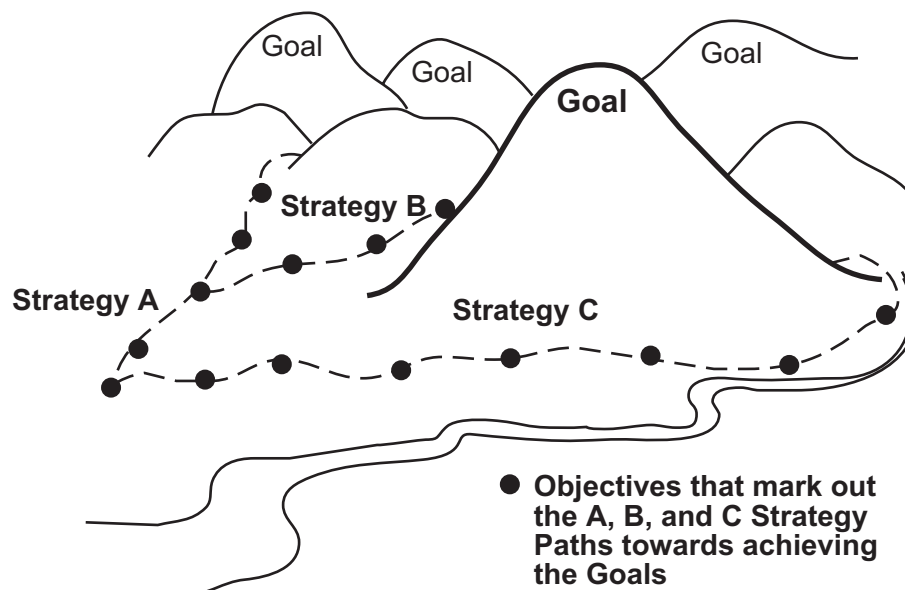 Goal
Goal
Goal
Goal
Strategy B
Strategy A
Strategy C
Objectives that mark out
the A, B, and C Strategy
Paths towards achieving
the Goals